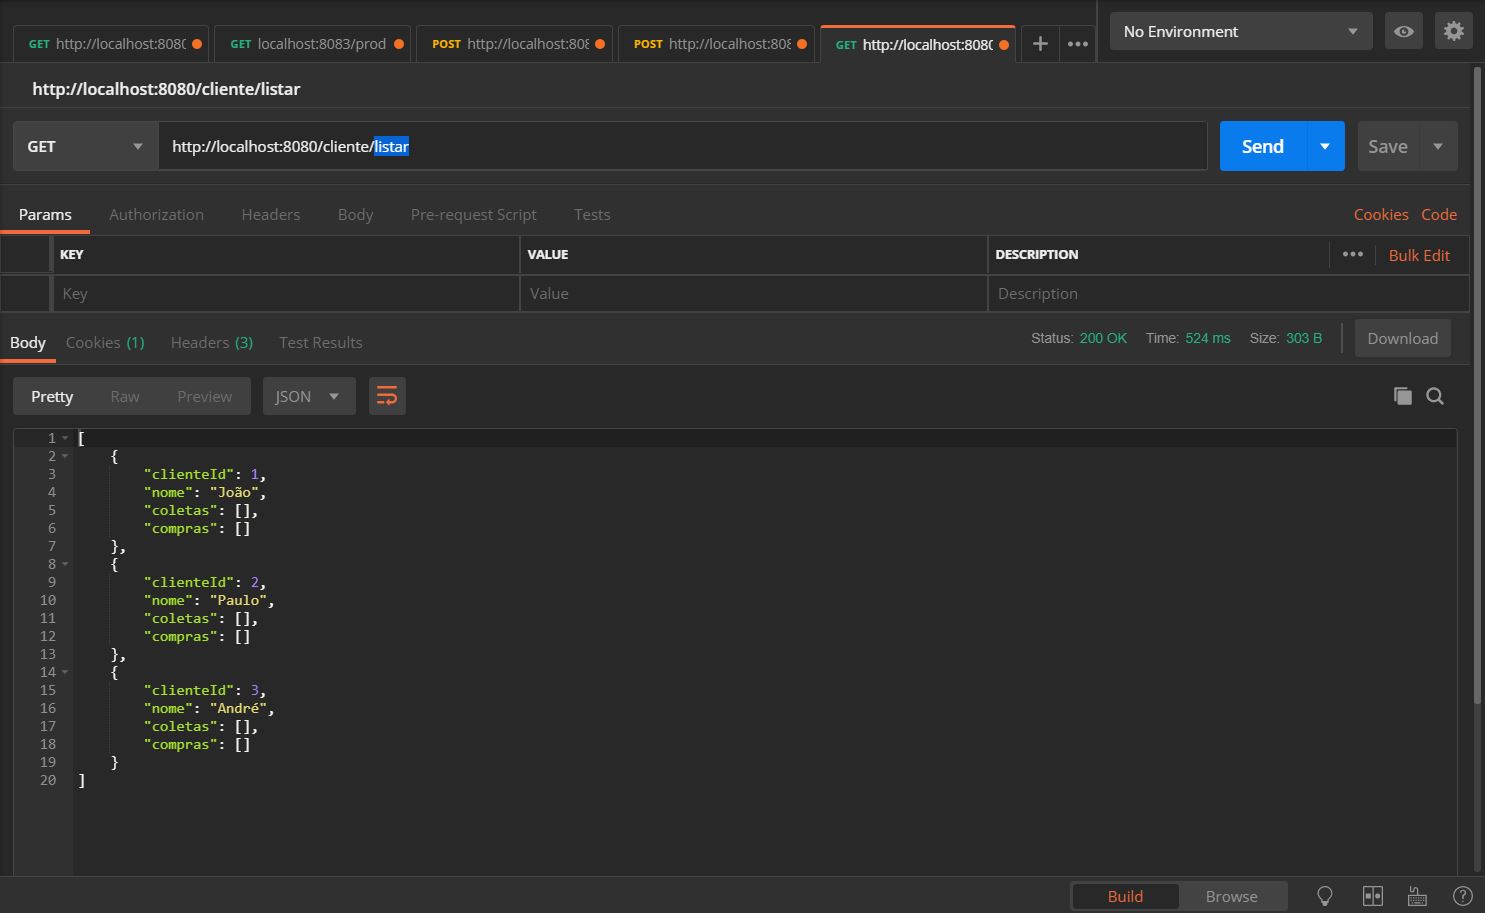 GET http://localhost:8080
GET localhost:8083/prod
POST http://localhost:808
POST http://localhost:808
GET http://localhost:8080
No Environment
http://localhost:8080/cliente/listar
GET http://localhost:8080/cliente/listar Send Save
Params Authorization Headers Body Pre-request Script Tests Cookies Code
KEY VALUE DESCRIPTION ••• Bulk Edit
Key Value Description
Body Cookies (1) Headers (3) Test Results Status: 200 OK Time: 524 ms Size: 303 B Download
Pretty Raw Preview JSON
1 [
2 {
3 "clienteId": 1,
4 "nome": "João",
5 "coletas": [],
6 "compras": []
7 },
8 {
9 "clienteId": 2,
10 "nome": "Paulo",
11 "coletas": [],
12 "compras": []
13 },
14 {
15 "clienteId": 3,
16 "nome": "André",
17 "coletas": [],
18 "compras": []
19 }
20 ]
Build Browse